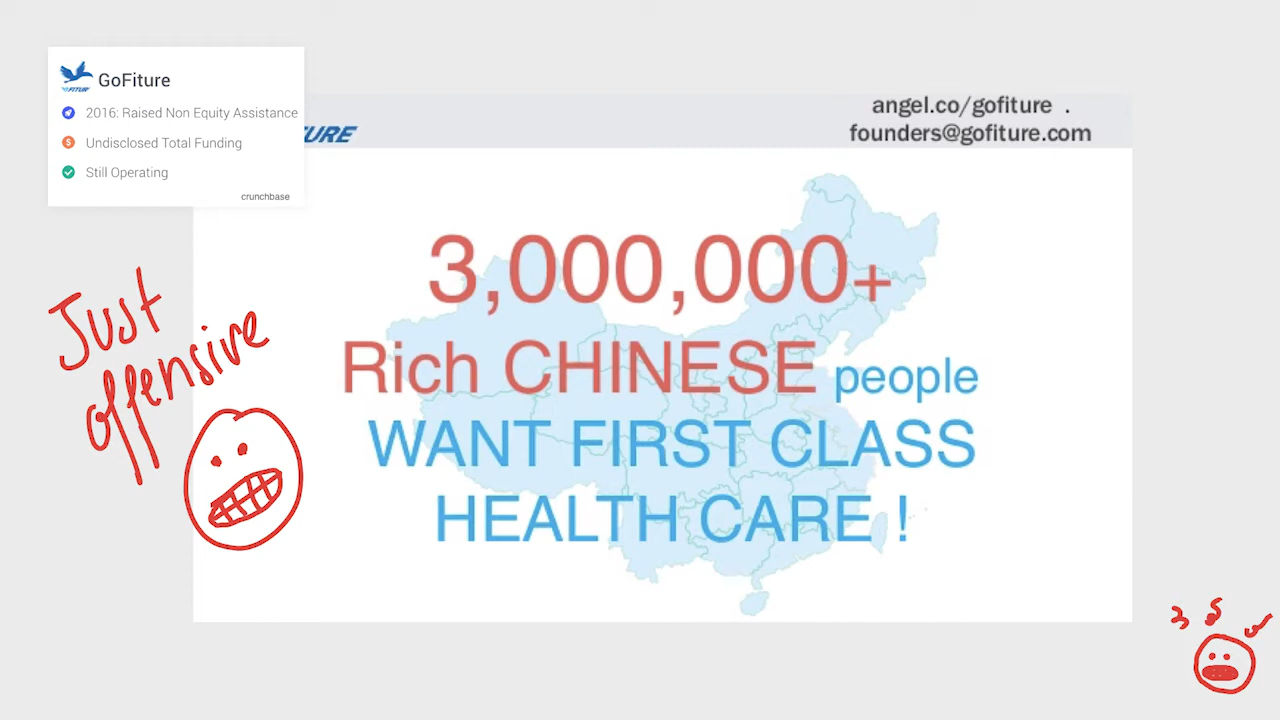 GoFiture
2016: Raised Non Equity Assistance
$ Undisclosed Total Funding
Still Operating
crunchbase
URE
angel.co/gofiture .
founders@gofiture.com
3,000,000+
Rich CHINESE people
WANT FIRST CLASS
HEALTH CARE !
Just
offensive